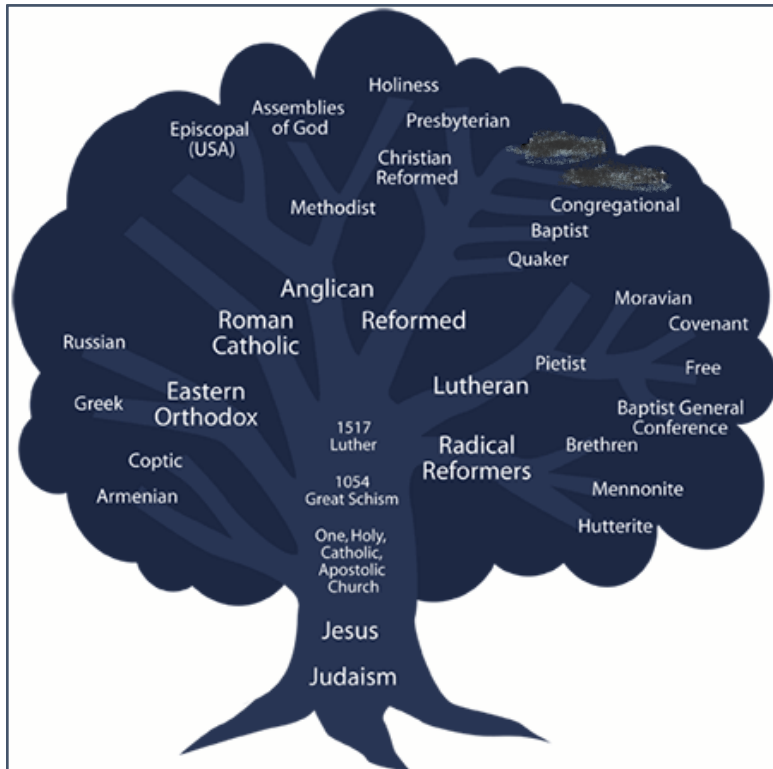 Holiness
Assemblies
of God
Presbyterian
Episcopal
(USA)
Christian
Reformed
Methodist
Congregational
Baptist
Quaker
Anglican
Moravian
Roman
Catholic
Reformed
Covenant
Russian
Pietist
Free
Eastern
Orthodox
Lutheran
Greek
Baptist General
Conference
1517
Luther
Radical
Reformers
Brethren
Coptic
1054
Great Schism
Armenian
Mennonite
Hutterite
One, Holy,
Catholic,
Apostolic
Church
Jesus
Judaism